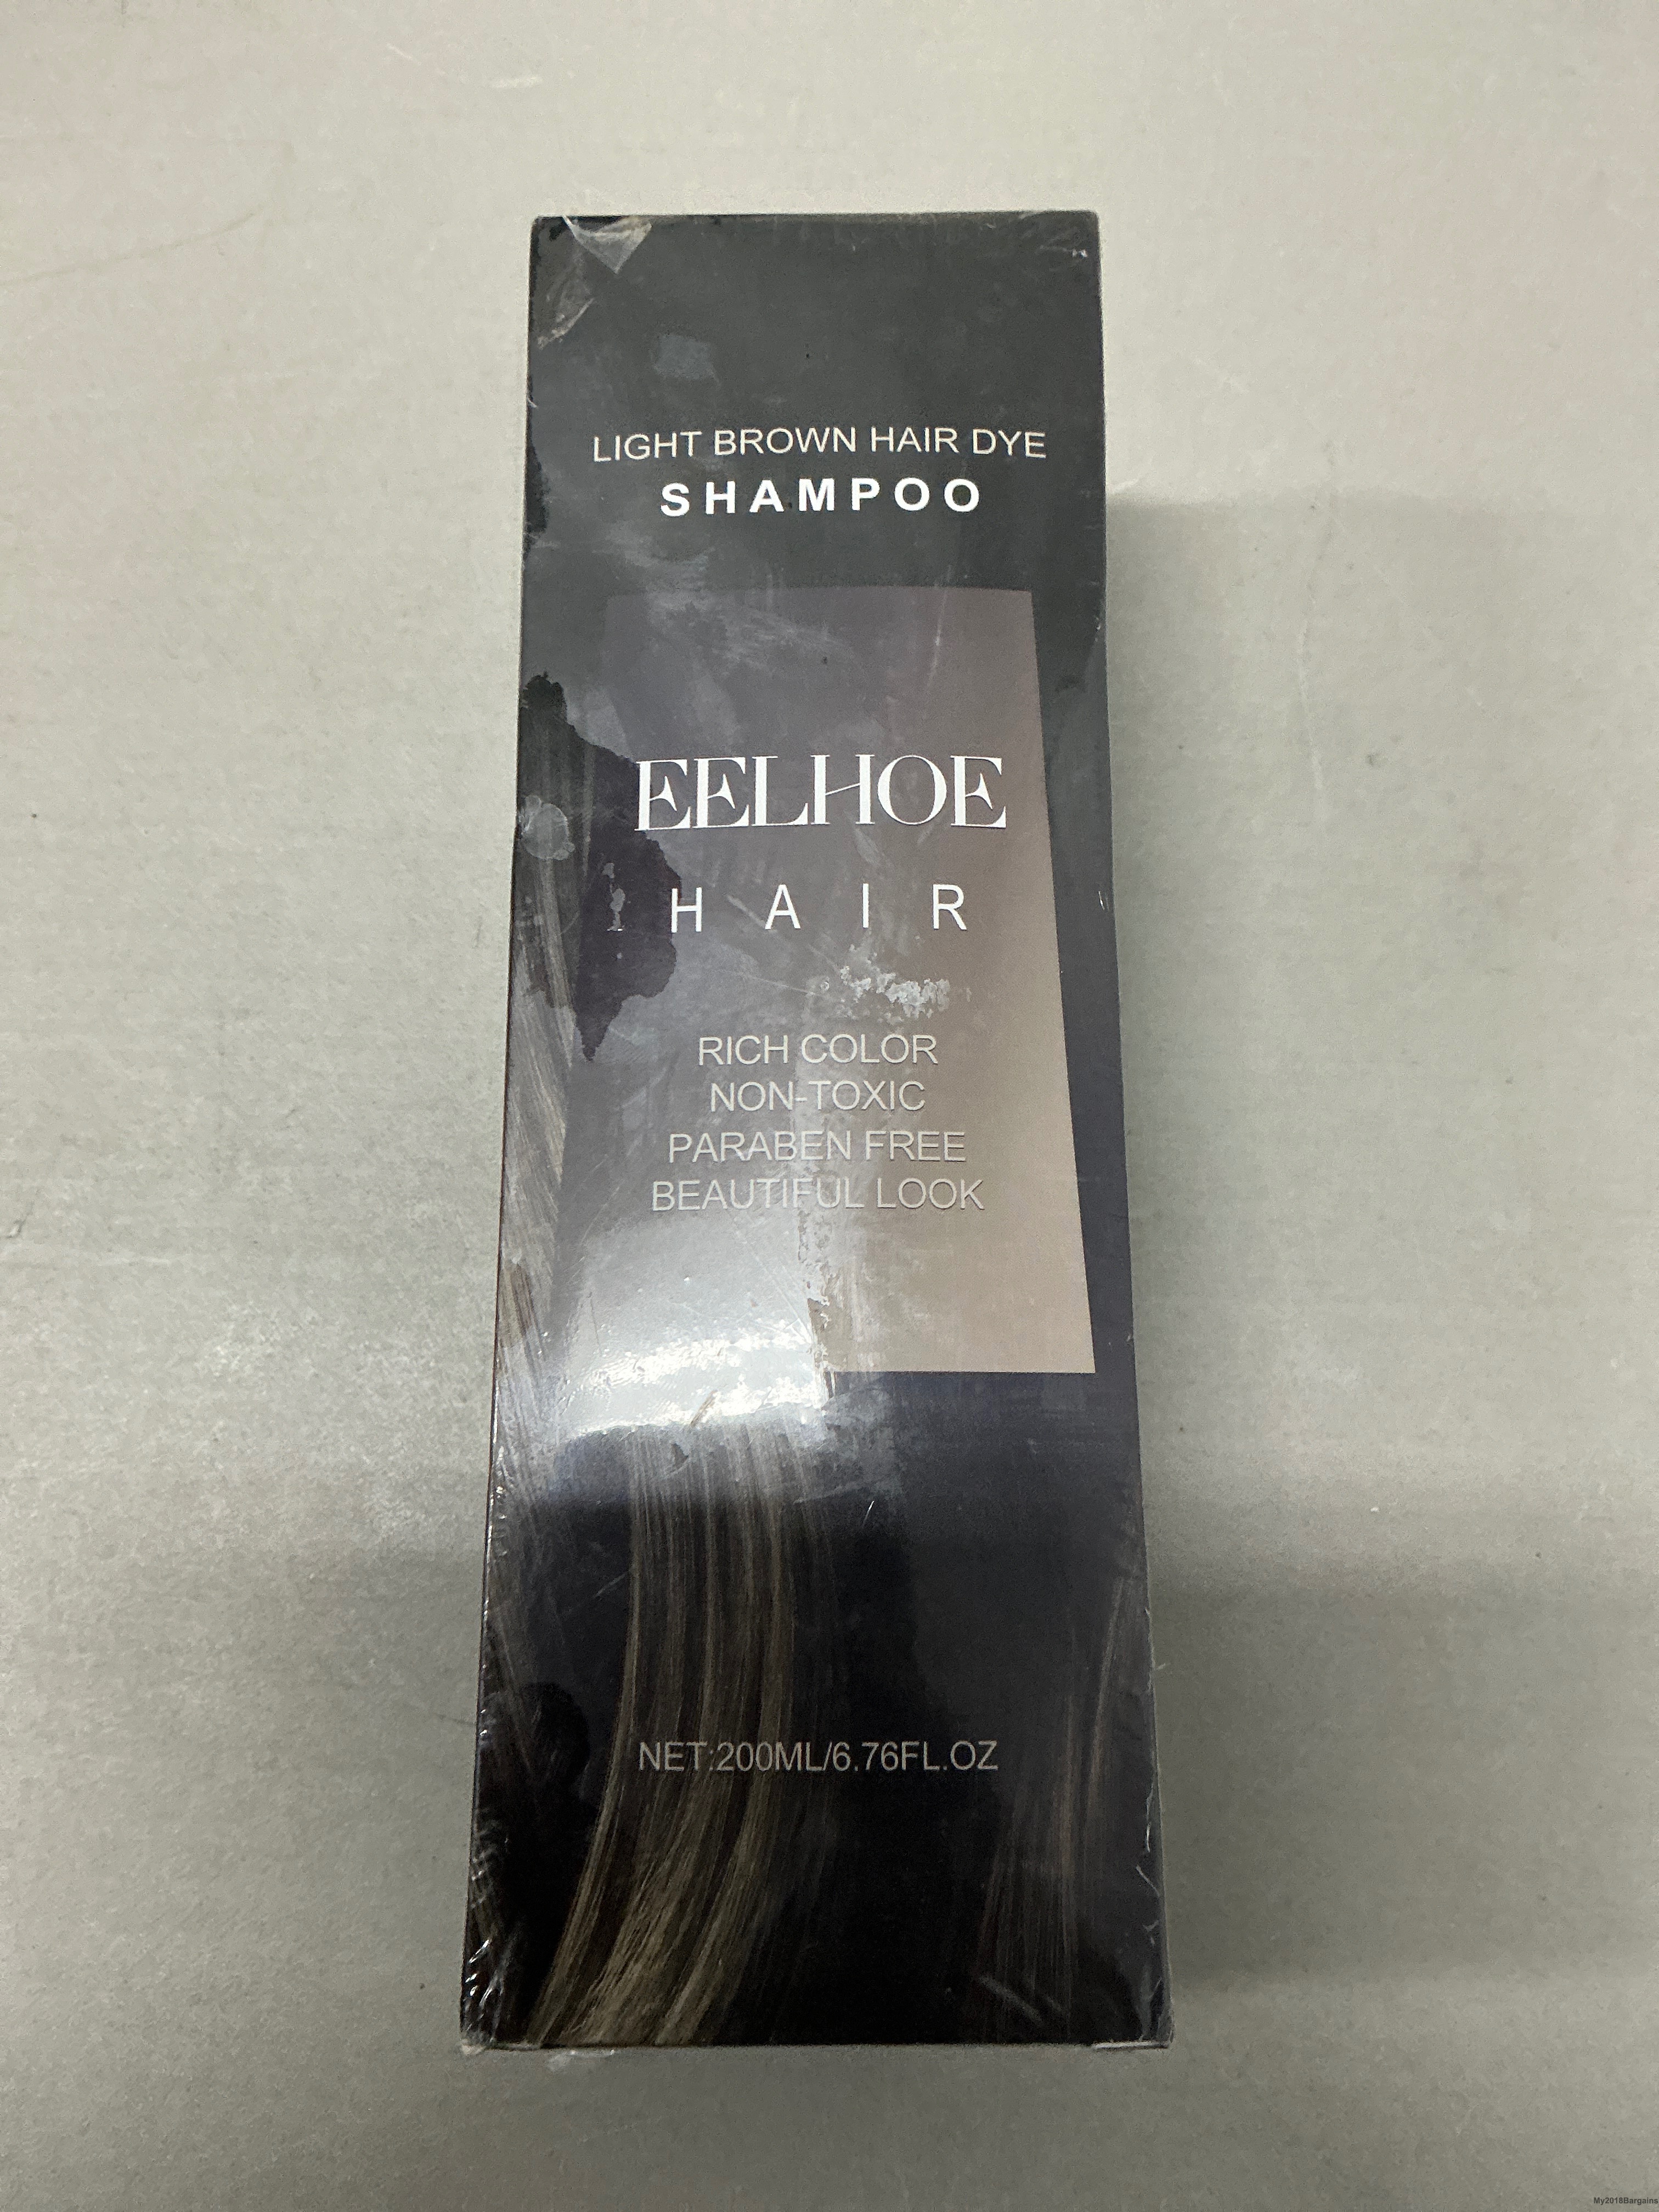 LIGHT BROWN HAIR DYE
SHAMPOO
EELHOE
HAIR
RICH COLOR
NON-TOXIC
PARABEN FREE
BEAUTIFUL LOOK
NET:200ML/6.76FL.OZ
My2018Bargains